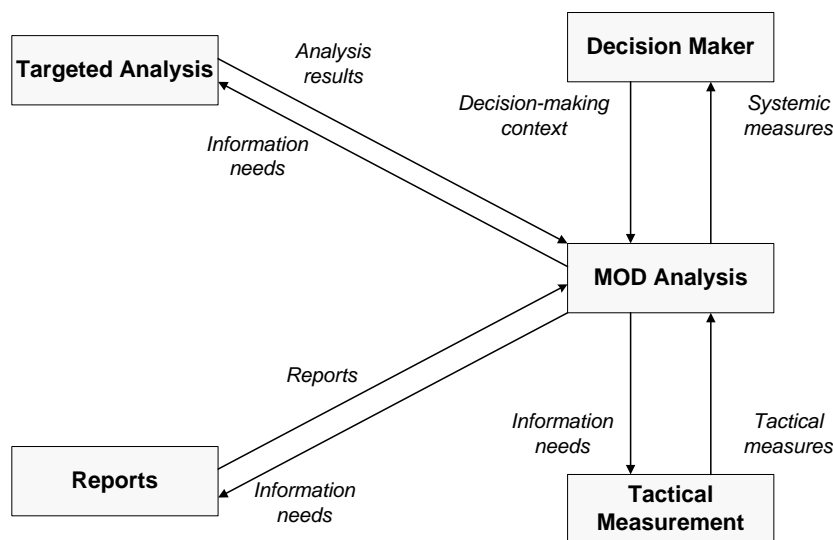 Targeted Analysis
Analysis
results
Decision Maker
Decision-making
context
Systemic
measures
Information
needs
MOD Analysis
Reports
Information
needs
Tactical
measures
Reports
Information
needs
Tactical
Measurement